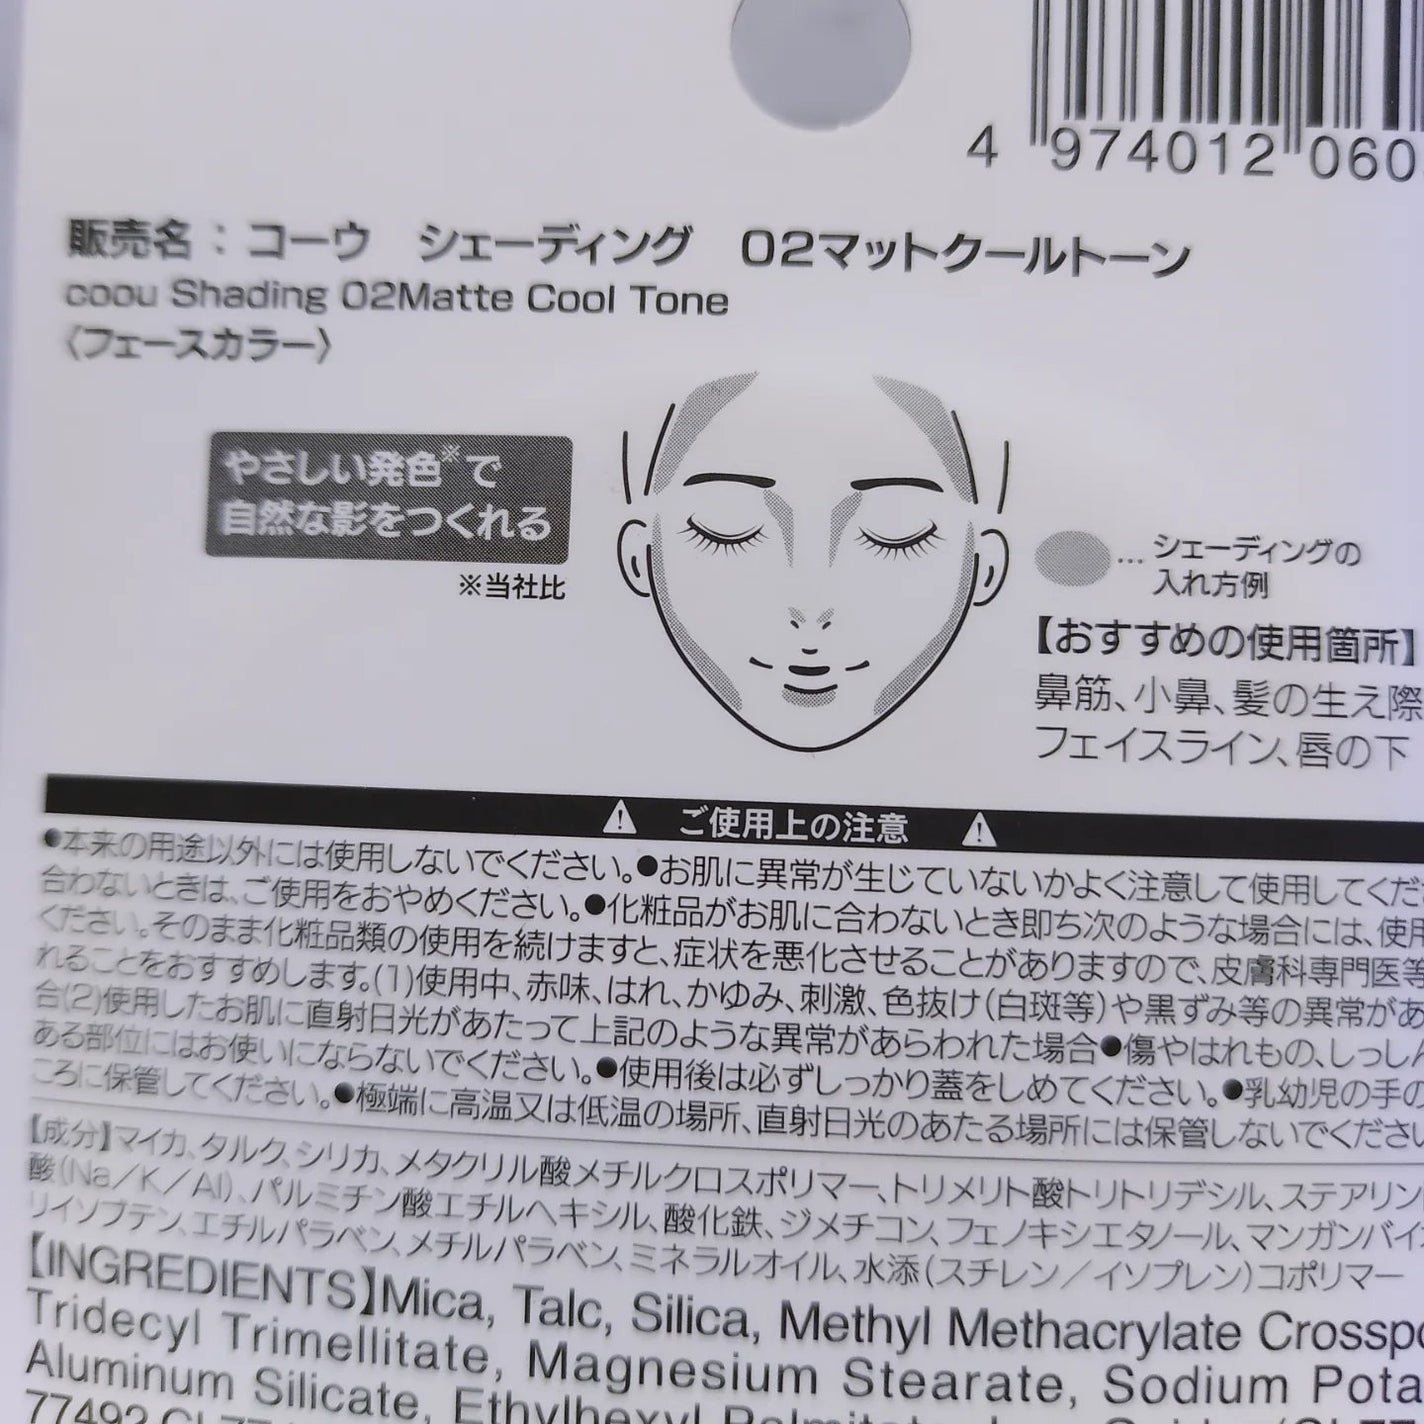 4 974012 060
販売名：コーウ　シェーディング　02マットクールトーン
coou Shading 02Matte Cool Tone
〈フェースカラー〉
やさしい発色※で
自然な影をつくれる
※当社比
… シェーディングの
入れ方例
【おすすめの使用箇所】
鼻筋、小鼻、髪の生え際
フェイスライン、唇の下
ご使用上の注意
●本来の用途以外には使用しないでください。●お肌に異常が生じていないかよく注意して使用してくだ
合わないときは、ご使用をおやめください。●化粧品がお肌に合わないとき即ち次のような場合には、使用
ください。そのまま化粧品類の使用を続けますと、症状を悪化させることがありますので、皮膚科専門医等
れることをおすすめします。(1)使用中、赤味、はれ、かゆみ、刺激、色抜け(白斑等)や黒ずみ等の異常があ
合(2)使用したお肌に直射日光があたって上記のような異常があらわれた場合●傷やはれもの、しっしん
ある部位にはお使いにならないでください。●使用後は必ずしっかり蓋をしめてください。●乳幼児の手の
ころに保管してください。●極端に高温又は低温の場所、直射日光のあたる場所には保管しないでください
【成分】マイカ、タルク、シリカ、メタクリル酸メチルクロスポリマー、トリメリト酸トリトリデシル、ステアリン
酸(Na／K／Al)、パルミチン酸エチルヘキシル、酸化鉄、ジメチコン、フェノキシエタノール、マンガンバイ
リイソブテン、エチルパラベン、メチルパラベン、ミネラルオイル、水添(スチレン／イソプレン)コポリマー
【INGREDIENTS】Mica, Talc, Silica, Methyl Methacrylate Crosspo
Tridecyl Trimellitate, Magnesium Stearate, Sodium Pota
Aluminum Silicate, Ethylhexyl Palmitate,
77492